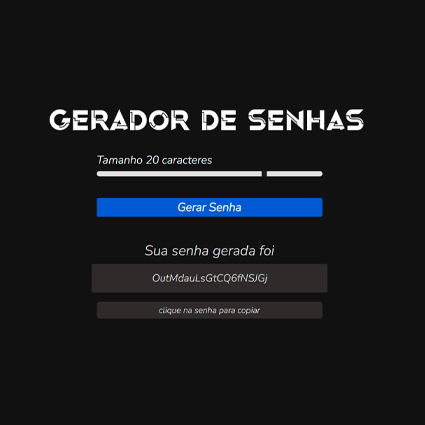 GERADOR DE SENHAS
Tamanho 20 caracteres
Gerar Senha
Sua senha gerada foi
OutMdauLsGtCQ6fNSJGj
clique na senha para copiar